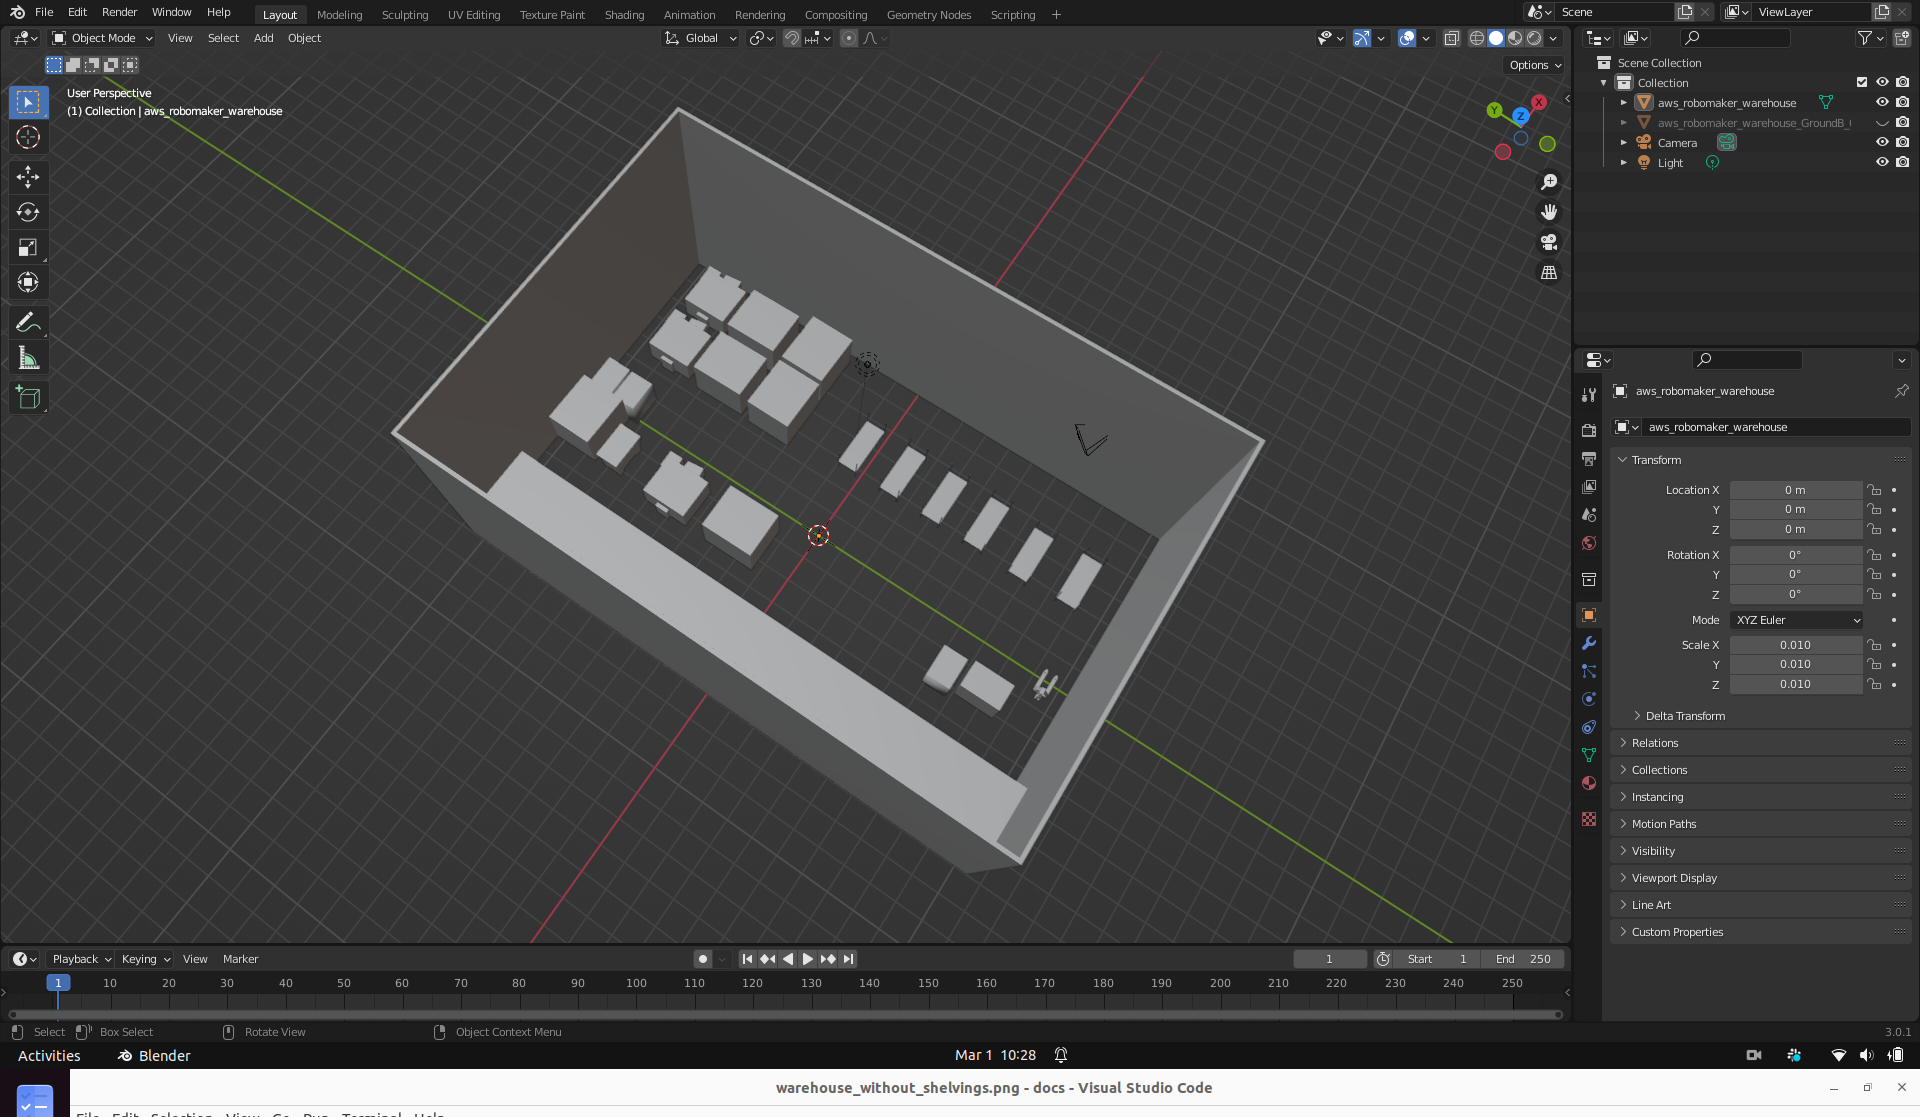 File Edit Render Window Help Layout Modeling Sculpting UV Editing Texture Paint Shading Animation Rendering Compositing Geometry Nodes Scripting + Scene ViewLayer
Object Mode View Select Add Object Global
Options
User Perspective
(1) Collection | aws_robomaker_warehouse
X
Y
Z
Scene Collection
Collection
aws_robomaker_warehouse
aws_robomaker_warehouse_GroundB_
Camera
Light
aws_robomaker_warehouse
aws_robomaker_warehouse
Transform
Location X 0 m
Y 0 m
Z 0 m
Rotation X 0°
Y 0°
Z 0°
Mode XYZ Euler
Scale X 0.010
Y 0.010
Z 0.010
Delta Transform
Relations
Collections
Instancing
Motion Paths
Visibility
Viewport Display
Line Art
Custom Properties
Playback Keying View Marker 1 Start 1 End 250
1 10 20 30 40 50 60 70 80 90 100 110 120 130 140 150 160 170 180 190 200 210 220 230 240 250
Select Box Select Rotate View Object Context Menu 3.0.1
Activities Blender Mar 1 10:28
warehouse_without_shelvings.png - docs - Visual Studio Code
File Edit Selection View Go Run Terminal Help